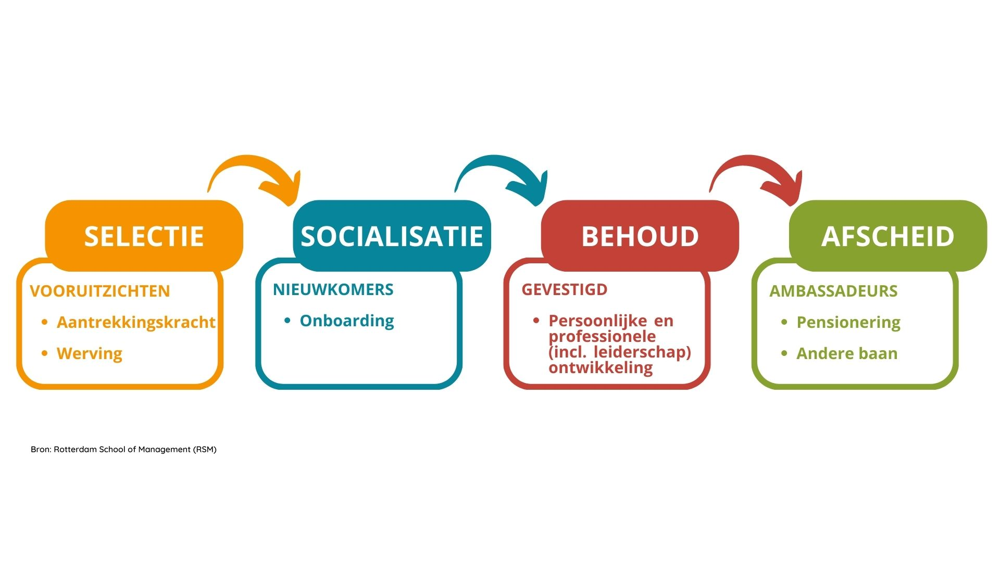 SELECTIE
VOORUITZICHTEN
• Aantrekkingskracht
• Werving
SOCIALISATIE
NIEUWKOMERS
• Onboarding
BEHOUD
GEVESTIGD
• Persoonlijke en
professionele
(incl. leiderschap)
ontwikkeling
AFSCHEID
AMBASSADEURS
• Pensionering
• Andere baan
Bron: Rotterdam School of Management (RSM)